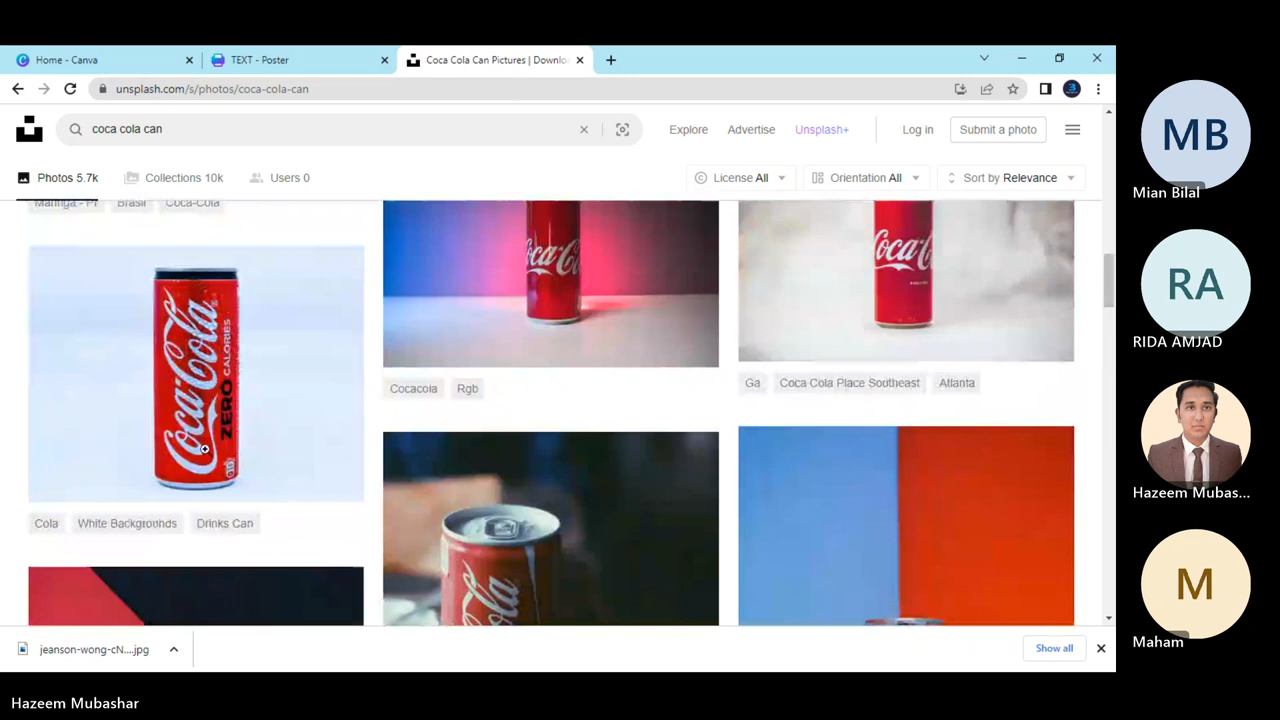 Home - Canva
TEXT - Poster
Coca Cola Can Pictures | Downlo
unsplash.com/s/photos/coca-cola-can
coca cola can
Explore
Advertise
Unsplash+
Log in
Submit a photo
Photos 5.7k
Collections 10k
Users 0
License All
Orientation All
Sort by Relevance
Brasil
Coca-Cola
Coca-Cola
ZERO CALORIES
Coca-Cola
Coca-Cola
Cocacola
Rgb
Ga
Coca Cola Place Southeast
Atlanta
Cola
White Backgrounds
Drinks Can
Cola
jeanson-wong-cN....jpg
Show all
MB
Mian Bilal
RA
RIDA AMJAD
Hazeem Mubas...
M
Maham
Hazeem Mubashar